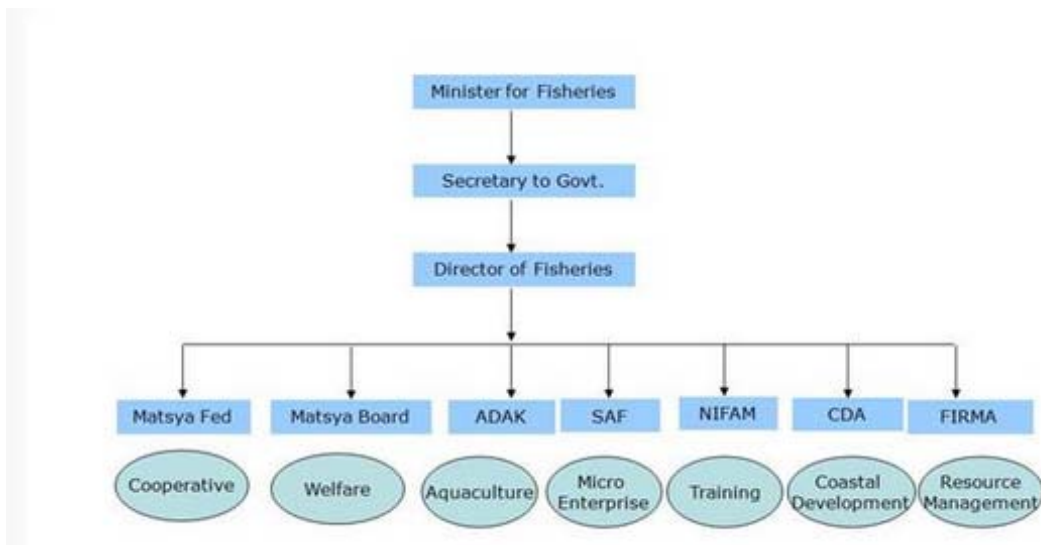 Minister for Fisheries
Secretary to Govt.
Director of Fisheries
Matsya Fed
Matsya Board
ADAK
SAF
NIFAM
CDA
FIRMA
Cooperative
Welfare
Aquaculture
Micro
Enterprise
Training
Coastal
Development
Resource
Management